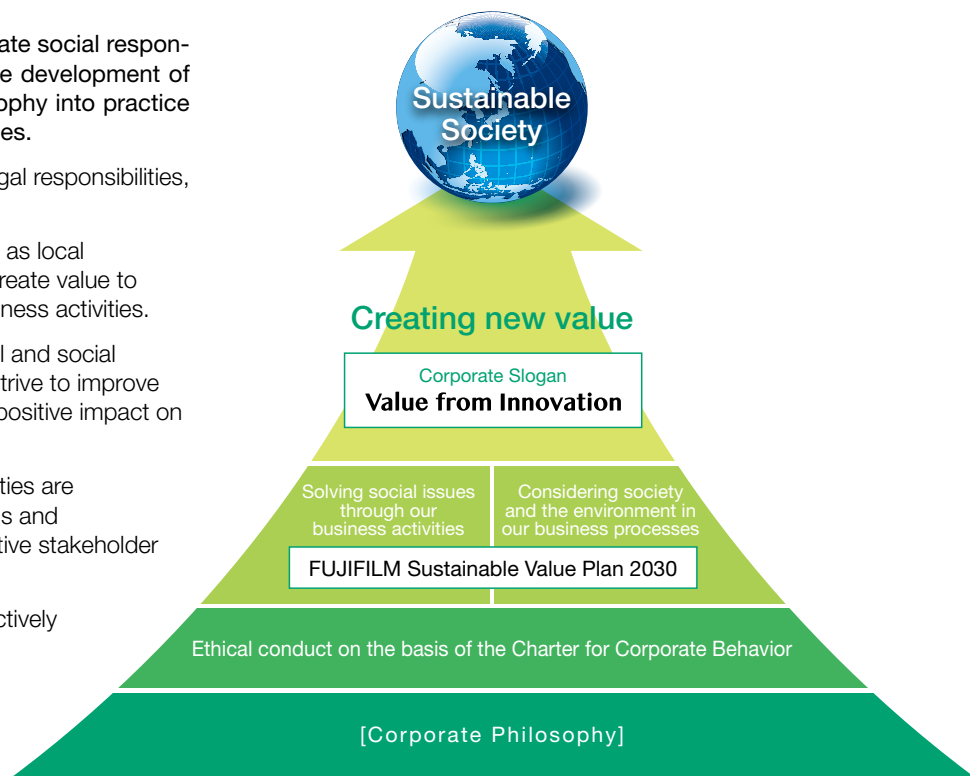 ate social respon-
e development of
ophy into practice
es.
gal responsibilities,
as local
reate value to
ness activities.
l and social
trive to improve
positive impact on
ties are
s and
tive stakeholder
ctively
Sustainable
Society
Creating new value
Corporate Slogan
Value from Innovation
Solving social issues
through our
business activities
Considering society
and the environment in
our business processes
FUJIFILM Sustainable Value Plan 2030
Ethical conduct on the basis of the Charter for Corporate Behavior
[Corporate Philosophy]